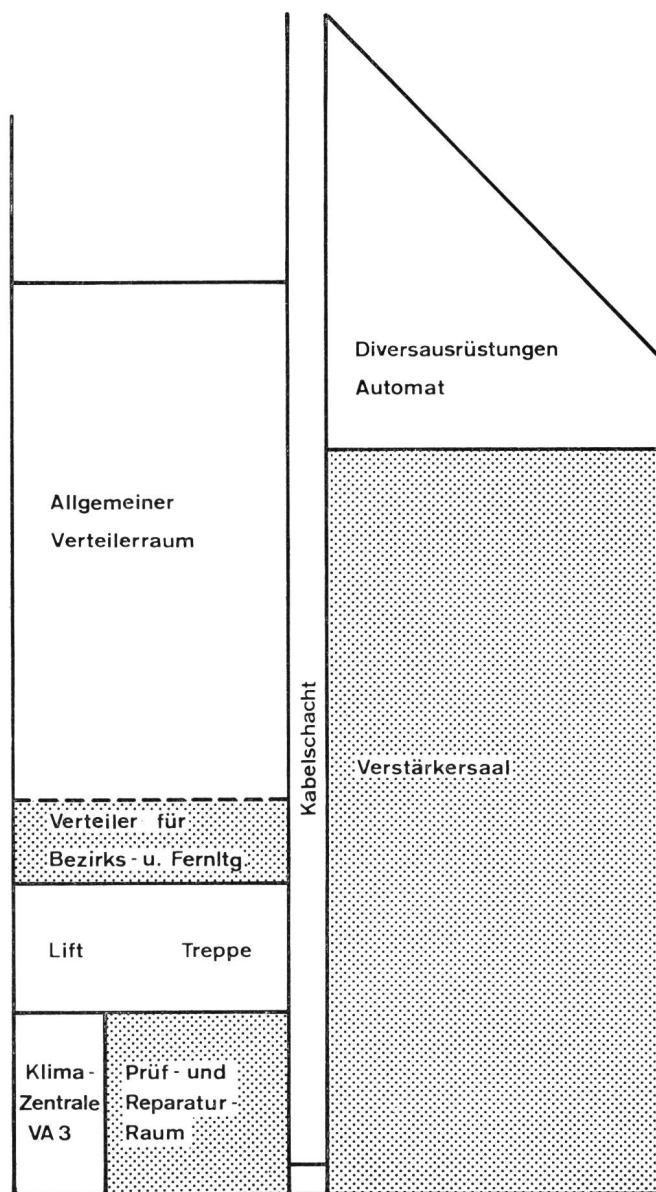 Diversausrüstungen
Automat
Allgemeiner
Verteilerraum
Kabelschacht
Verstärkersaal
Verteiler für
Bezirks- u. Fernltg.
Lift Treppe
Klima-
Zentrale
VA 3
Prüf- und
Reparatur-
Raum